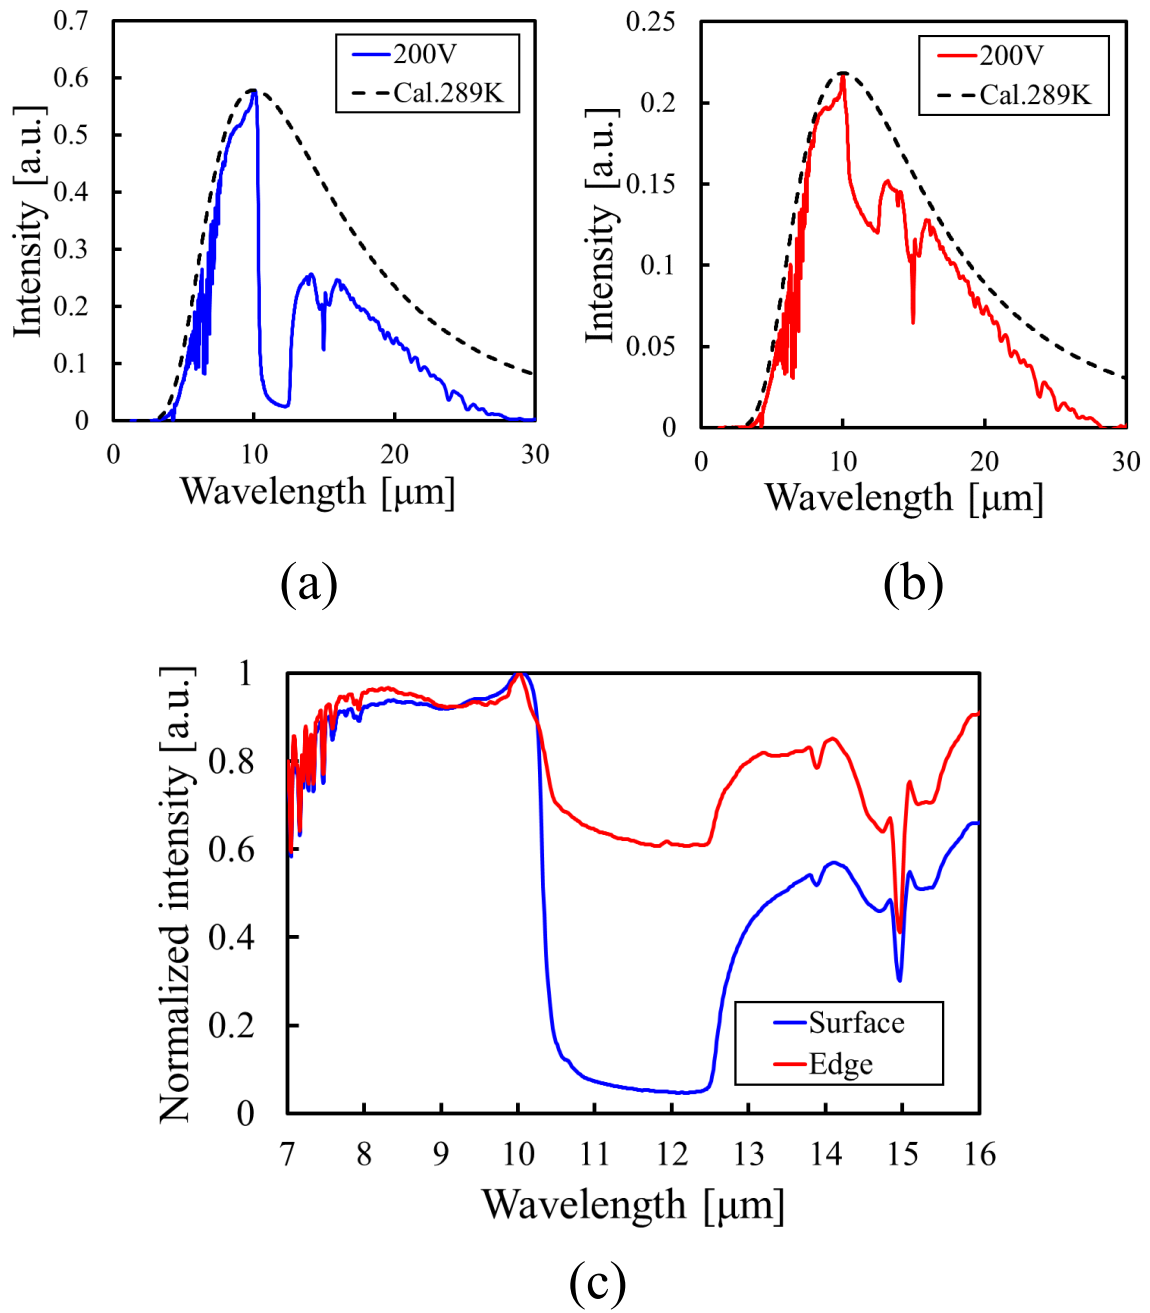 0.7
0.6
0.5
0.4
0.3
0.2
0.1
0
Intensity [a.u.]
200V
Cal.289K
0 10 20 30
Wavelength [μm]
(a)
0.25
0.2
0.15
0.1
0.05
0
Intensity [a.u.]
200V
Cal.289K
0 10 20 30
Wavelength [μm]
(b)
1
0.8
0.6
0.4
0.2
0
Normalized intensity [a.u.]
Surface
Edge
7 8 9 10 11 12 13 14 15 16
Wavelength [μm]
(c)